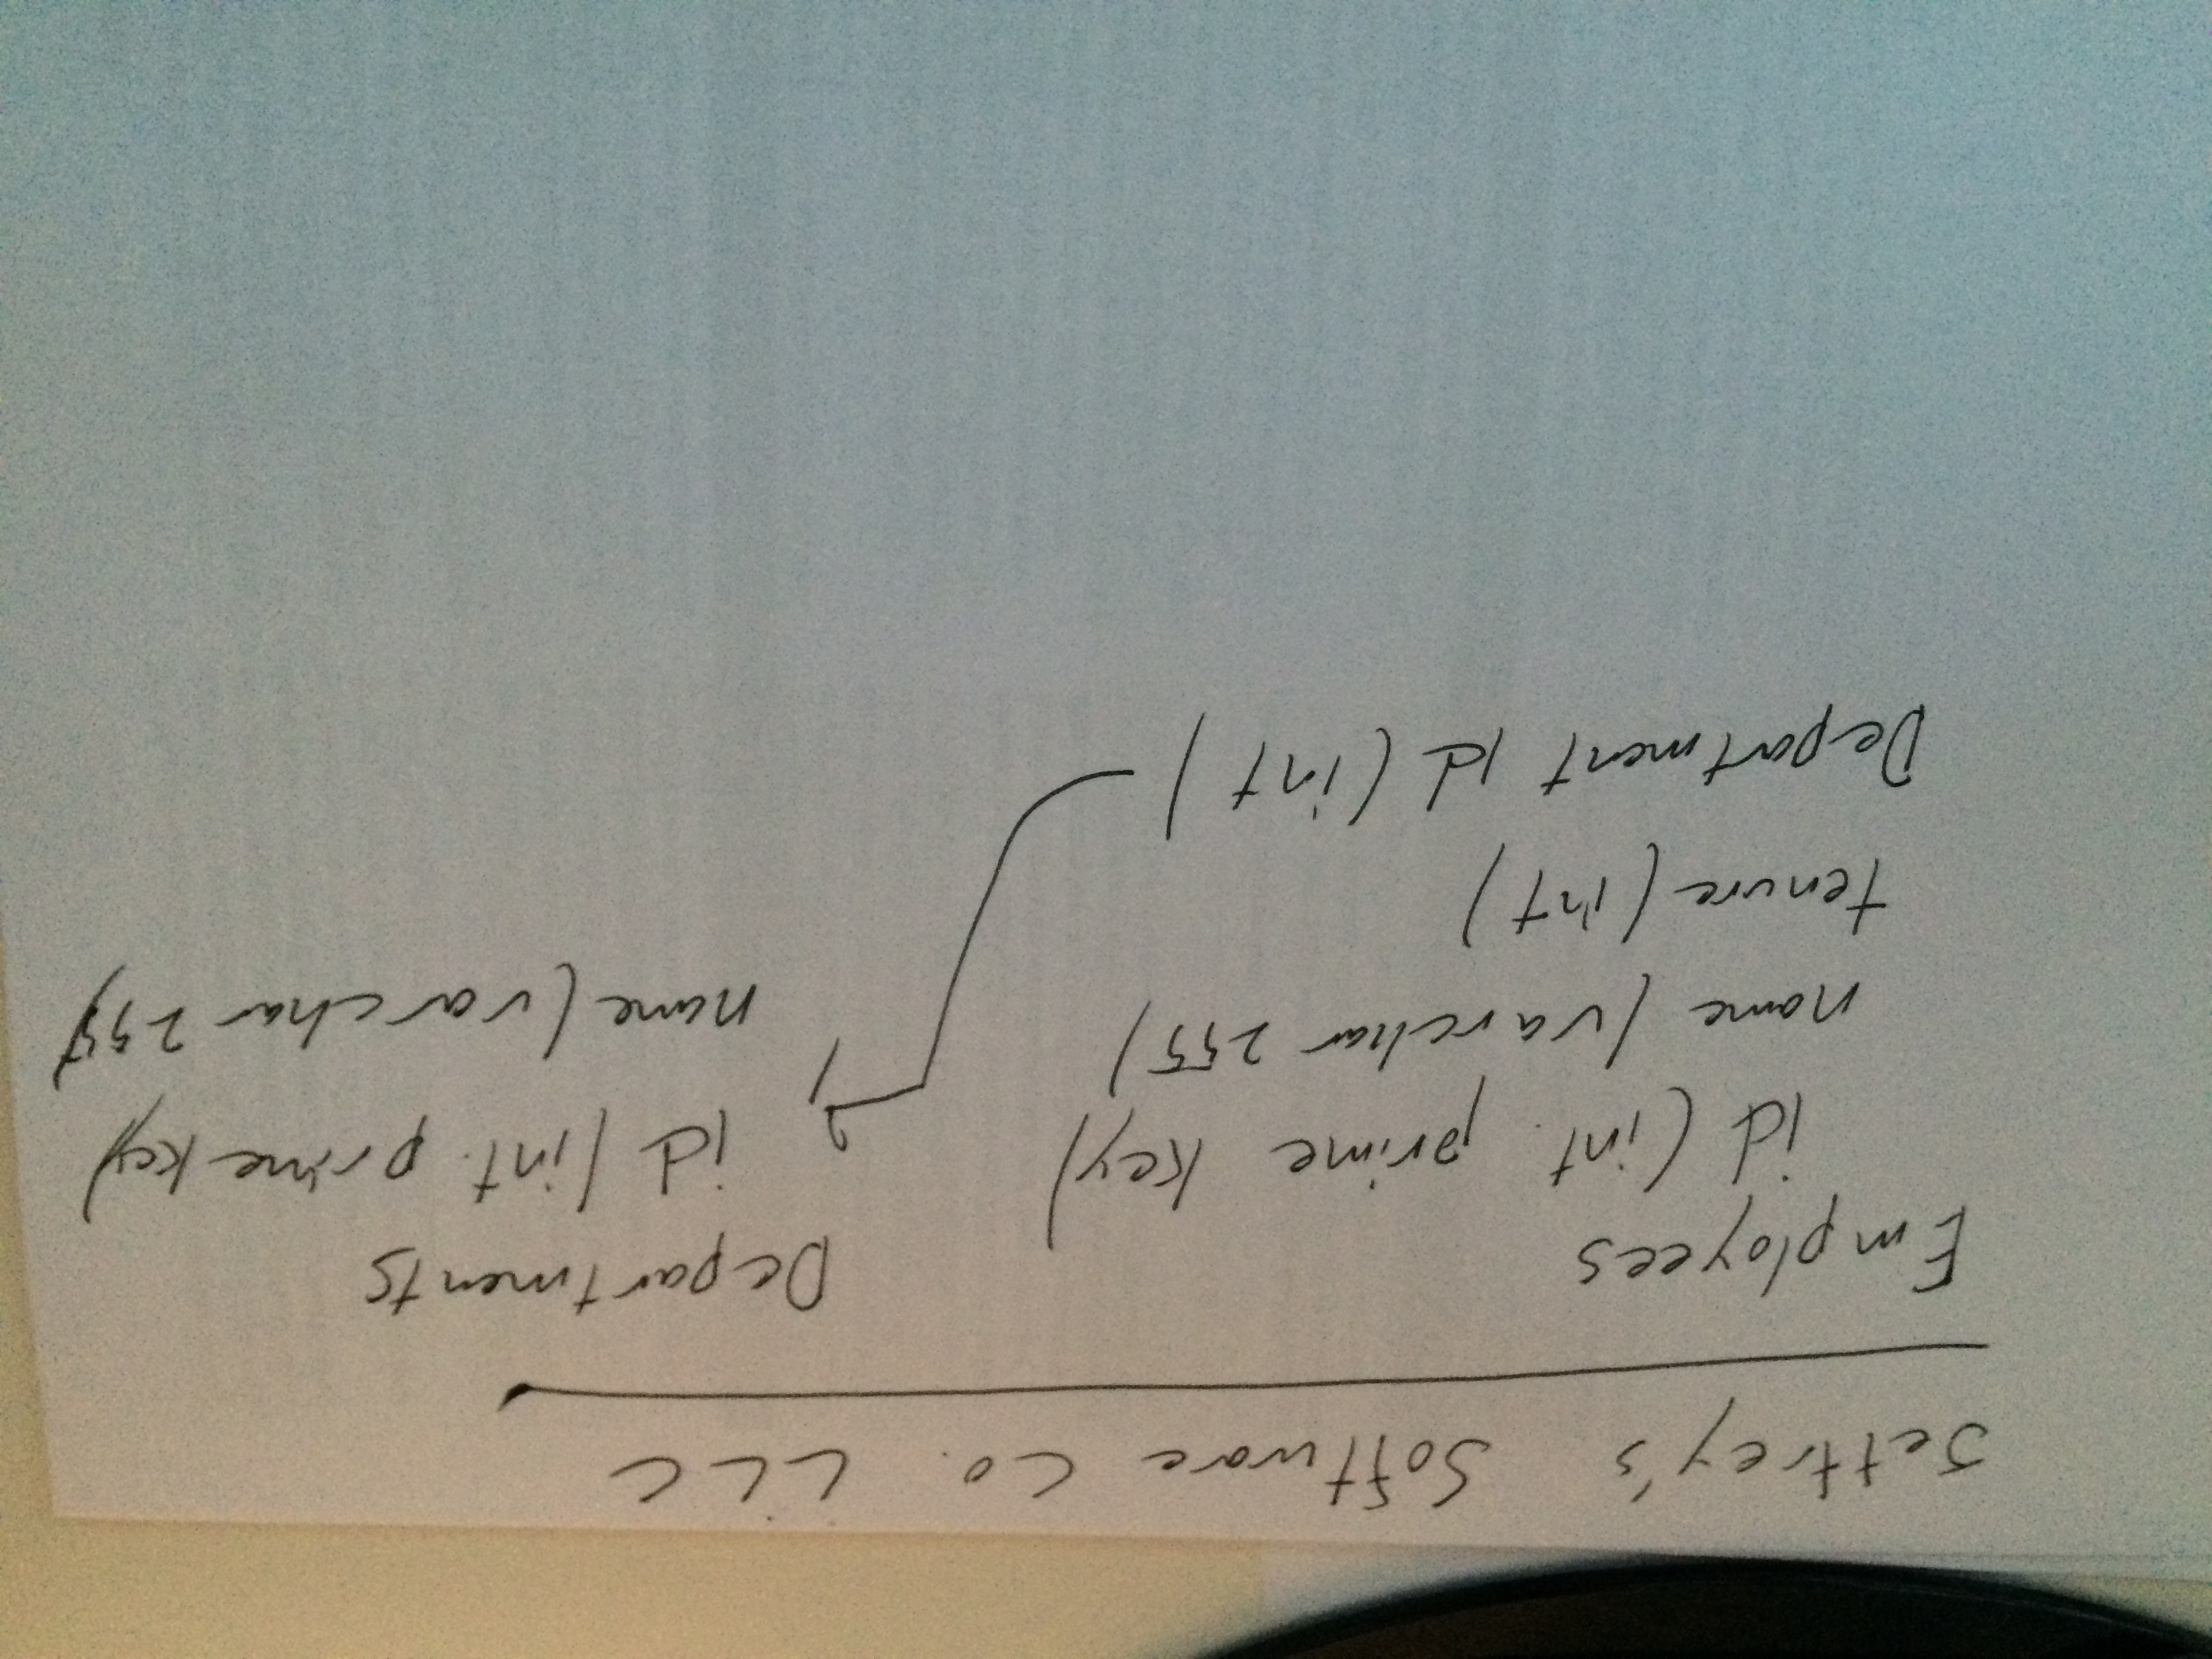 Jeffrey's Software Co. LLC
Employees
id (int. prime key)
name (varchar 255)
tenure (int)
Department id (int)
Departments
id (int. prime key)
name (varchar 255)